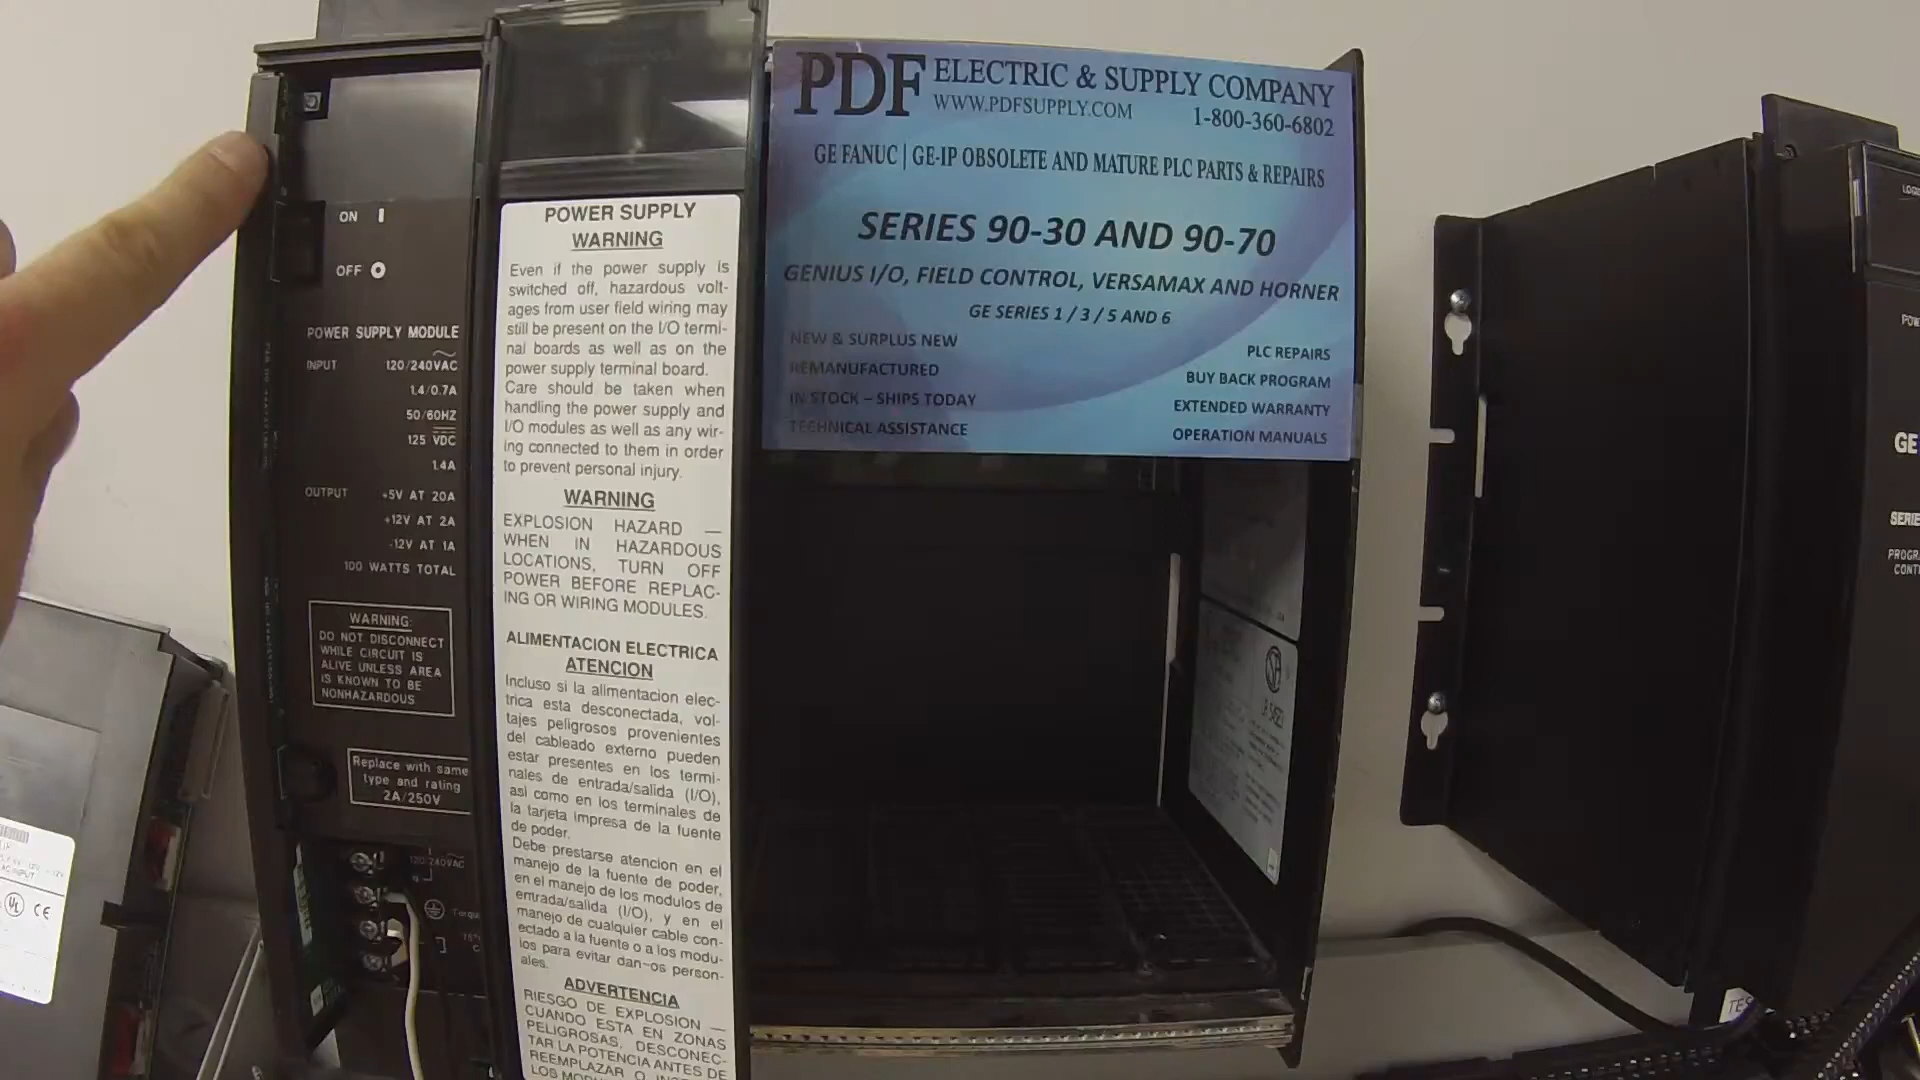 ON
OFF
POWER SUPPLY MODULE
INPUT 120/240VAC
1.4/0.7A
50/60HZ
125 VDC
1.4A
OUTPUT +5V AT 20A
+12V AT 2A
-12V AT 1A
100 WATTS TOTAL
WARNING:
DO NOT DISCONNECT
WHILE CIRCUIT IS
ALIVE UNLESS AREA
IS KNOWN TO BE
NONHAZARDOUS
Replace with same
type and rating
2A/250V
120/240VAC
POWER SUPPLY
WARNING
Even if the power supply is
switched off, hazardous volt-
ages from user field wiring may
still be present on the I/O termi-
nal boards as well as on the
power supply terminal board.
Care should be taken when
handling the power supply and
I/O modules as well as any wir-
ing connected to them in order
to prevent personal injury.
WARNING
EXPLOSION HAZARD —
WHEN IN HAZARDOUS
LOCATIONS, TURN OFF
POWER BEFORE REPLAC-
ING OR WIRING MODULES.
ALIMENTACION ELECTRICA
ATENCION
Incluso si la alimentacion elec-
trica esta desconectada, vol-
tajes peligrosos provenientes
del cableado externo pueden
estar presentes en los termi-
nales de entrada/salida (I/O),
asi como en los terminales de
la tarjeta impresa de la fuente
de poder.
Debe prestarse atencion en el
manejo de la fuente de poder,
en el manejo de los modulos de
entrada/salida (I/O), y en el
manejo de cualquier cable con-
ectado a la fuente o a los modu-
los para evitar dan~os person-
ales.
ADVERTENCIA
RIESGO DE EXPLOSION —
CUANDO ESTA EN ZONAS
PELIGROSAS, DESCONEC-
TAR LA POTENCIA ANTES DE
REEMPLAZAR O
PDF ELECTRIC & SUPPLY COMPANY
WWW.PDFSUPPLY.COM 1-800-360-6802
GE FANUC | GE-IP OBSOLETE AND MATURE PLC PARTS & REPAIRS
SERIES 90-30 AND 90-70
GENIUS I/O, FIELD CONTROL, VERSAMAX AND HORNER
GE SERIES 1 / 3 / 5 AND 6
NEW & SURPLUS NEW
REMANUFACTURED
IN STOCK – SHIPS TODAY
TECHNICAL ASSISTANCE
PLC REPAIRS
BUY BACK PROGRAM
EXTENDED WARRANTY
OPERATION MANUALS
GE